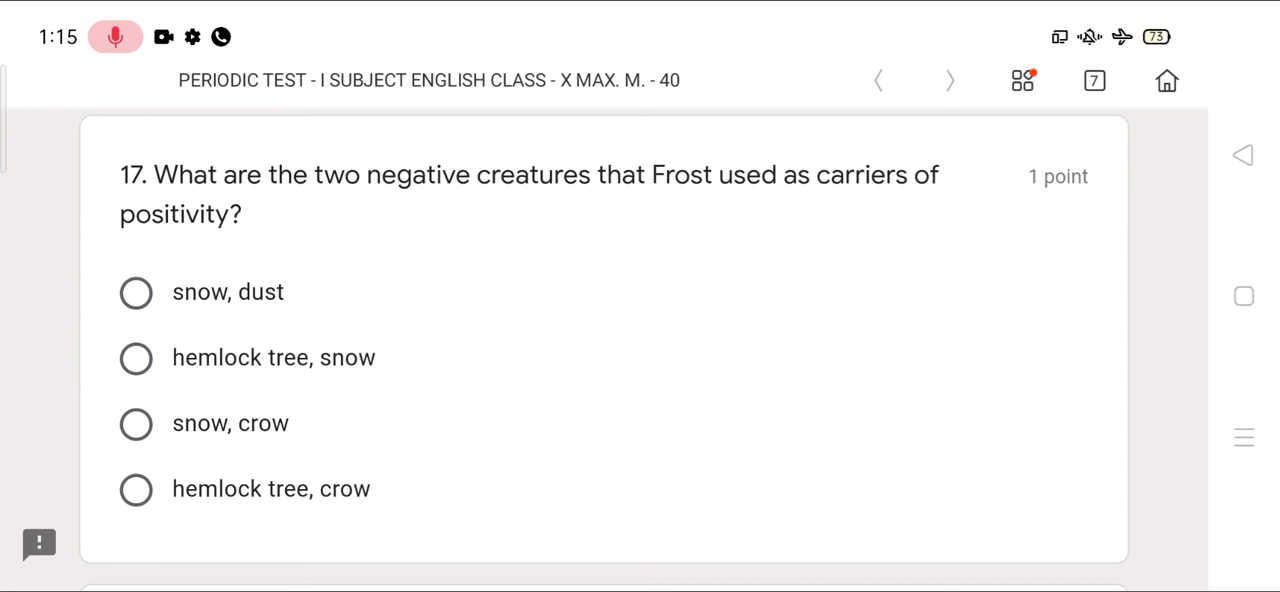 1:15
73
PERIODIC TEST - I SUBJECT ENGLISH CLASS - X MAX. M. - 40
7
17. What are the two negative creatures that Frost used as carriers of
1 point
positivity?
snow, dust
hemlock tree, snow
snow, crow
hemlock tree, crow